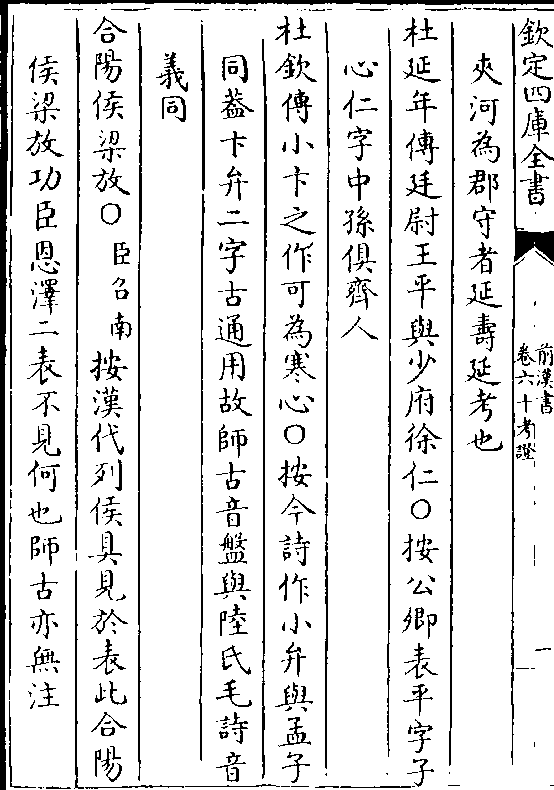 欽定四庫全書
前漢書
卷六十考證
一
夾河為郡守者延壽延考也
杜延年傳廷尉王平與少府徐仁○按公卿表平字子
心仁字中孫俱齊人
杜欽傳小卞之作可為寒心○按今詩作小弁與孟子
同葢卞弁二字古通用故師古音盤與陸氏毛詩音
義同
合陽侯梁放○臣召南按漢代列侯具見於表此合陽
侯梁放功臣恩澤二表不見何也師古亦無注